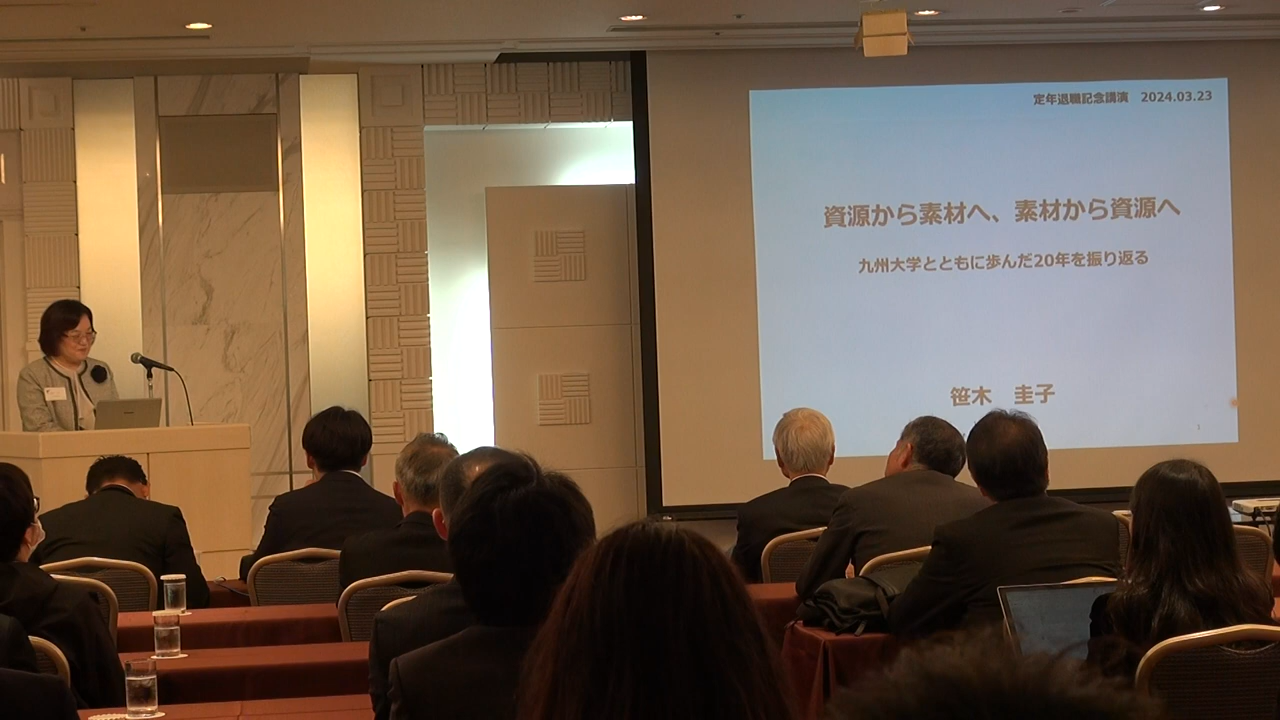 定年退職記念講演　2024.03.23
資源から素材へ、素材から資源へ
九州大学とともに歩んだ20年を振り返る
笹木　圭子
1